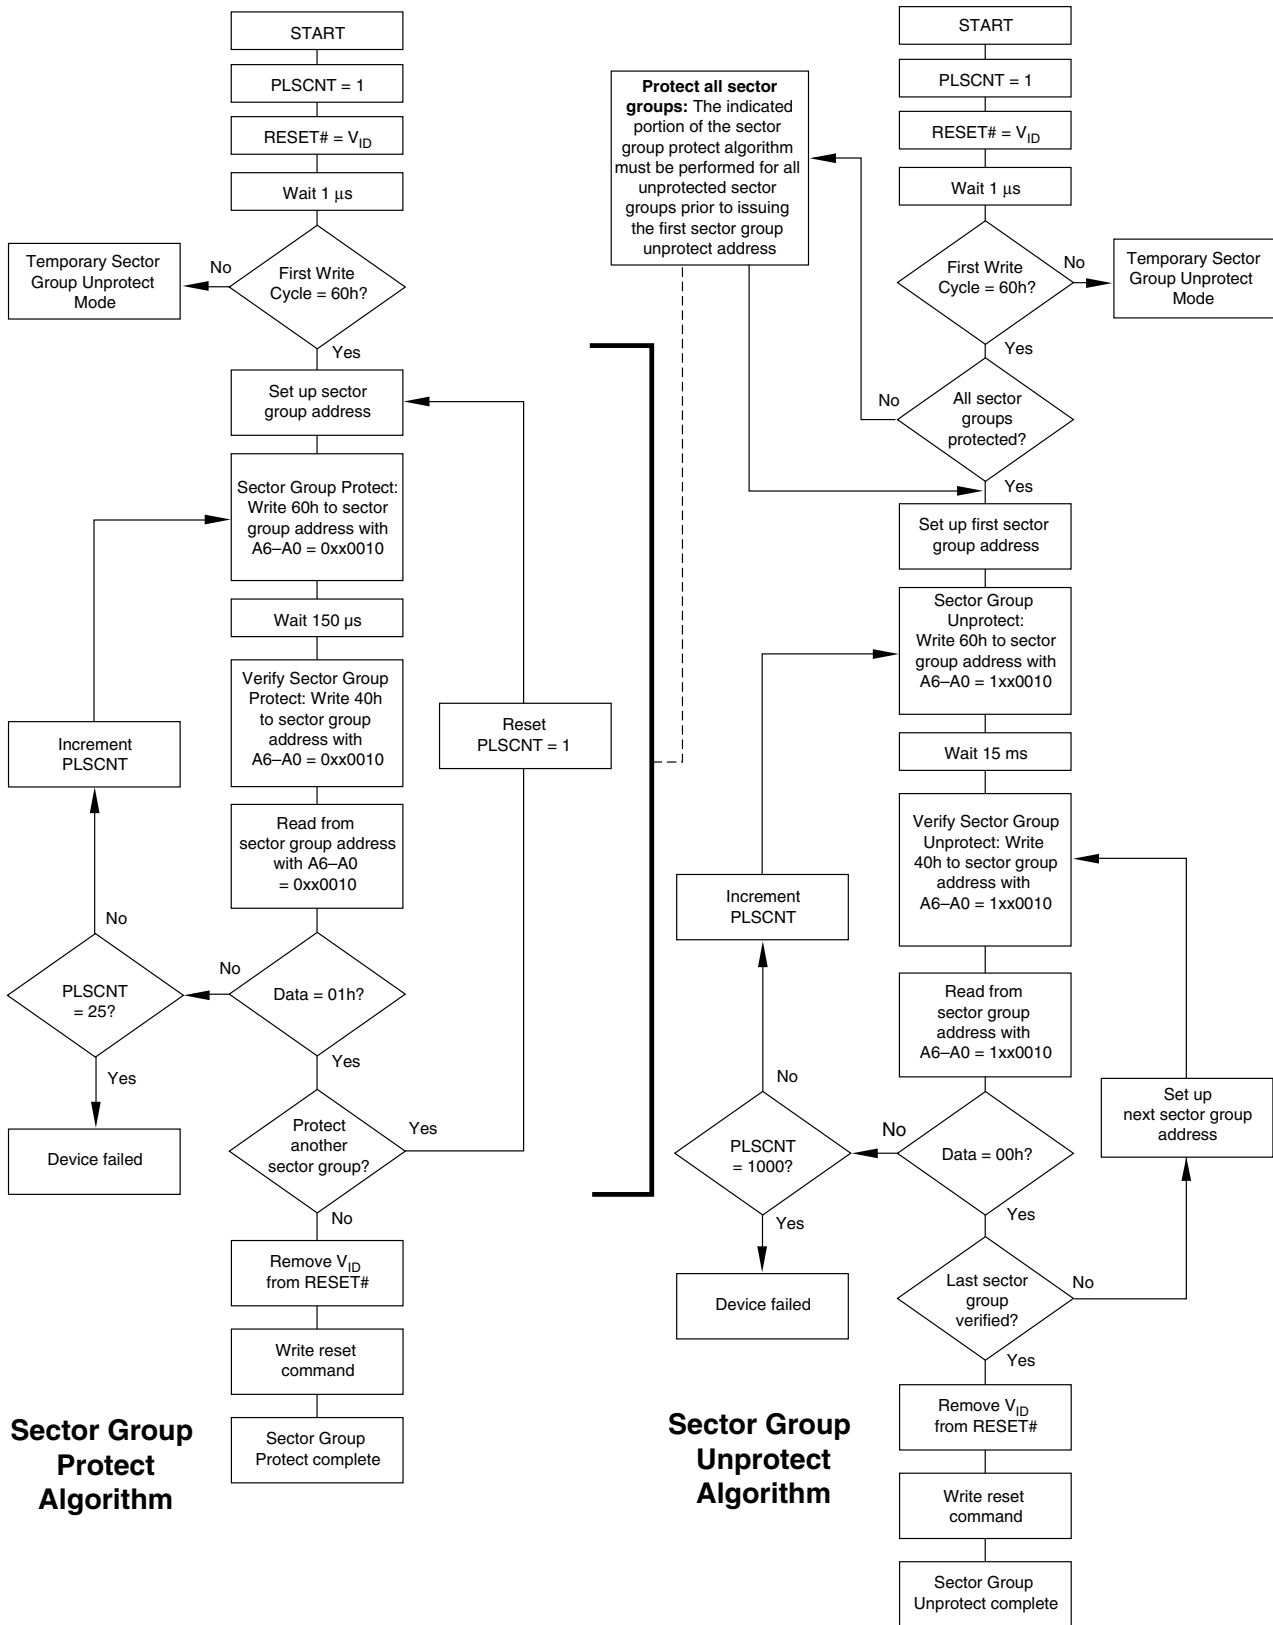 START
PLSCNT = 1
RESET# = VID
Wait 1 μs
First Write
Cycle = 60h?
No
Temporary Sector
Group Unprotect
Mode
Yes
Set up sector
group address
Sector Group Protect:
Write 60h to sector
group address with
A6–A0 = 0xx0010
Wait 150 µs
Verify Sector Group
Protect: Write 40h
to sector group
address with
A6–A0 = 0xx0010
Read from
sector group address
with A6–A0
= 0xx0010
Data = 01h?
No
PLSCNT
= 25?
No
Increment
PLSCNT
Yes
Device failed
Yes
Protect
another
sector group?
Yes
Reset
PLSCNT = 1
No
Remove VID
from RESET#
Write reset
command
Sector Group
Protect complete
Sector Group
Protect
Algorithm
Protect all sector
groups: The indicated
portion of the sector
group protect algorithm
must be performed for all
unprotected sector
groups prior to issuing
the first sector group
unprotect address
START
PLSCNT = 1
RESET# = VID
Wait 1 μs
First Write
Cycle = 60h?
No
Temporary Sector
Group Unprotect
Mode
Yes
All sector
groups
protected?
No
Yes
Set up first sector
group address
Sector Group
Unprotect:
Write 60h to sector
group address with
A6–A0 = 1xx0010
Wait 15 ms
Verify Sector Group
Unprotect: Write
40h to sector group
address with
A6–A0 = 1xx0010
Read from
sector group
address with
A6–A0 = 1xx0010
Data = 00h?
No
PLSCNT
= 1000?
No
Increment
PLSCNT
Yes
Device failed
Yes
Last sector
group
verified?
No
Set up
next sector group
address
Yes
Remove VID
from RESET#
Write reset
command
Sector Group
Unprotect complete
Sector Group
Unprotect
Algorithm